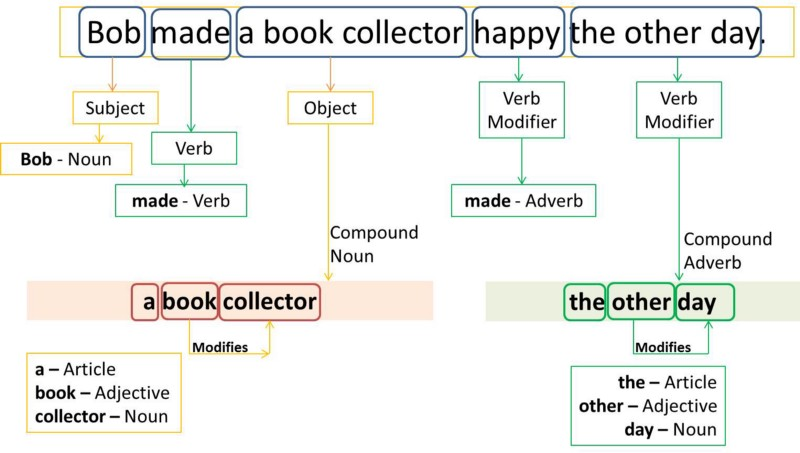 Bob made a book collector happy the other day.
Subject
Object
Verb
Modifier
Verb
Modifier
Bob - Noun
Verb
made - Verb
made - Adverb
Compound
Noun
Compound
Adverb
a book collector
the other day
Modifies
Modifies
a – Article
book – Adjective
collector – Noun
the – Article
other – Adjective
day – Noun